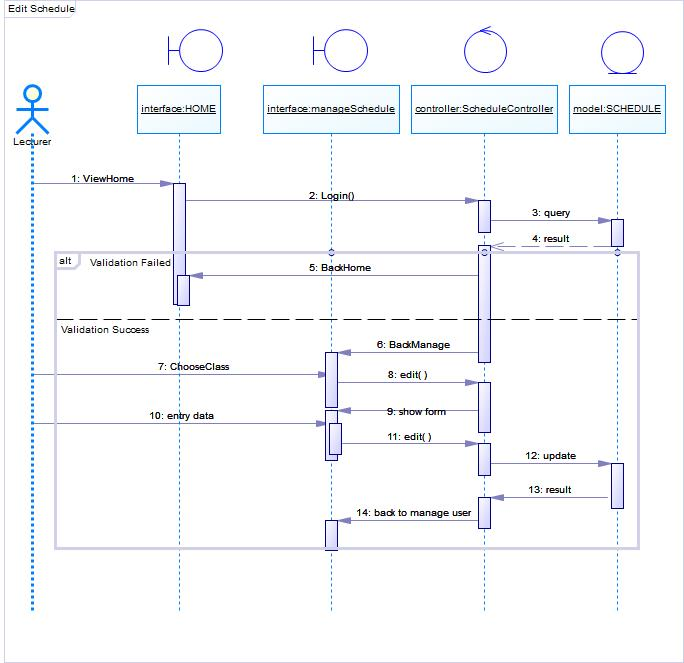 Edit Schedule
interface:HOME
interface:manageSchedule
controller:ScheduleController
model:SCHEDULE
Lecturer
1: ViewHome
2: Login()
3: query
4: result
alt
Validation Failed
5: BackHome
Validation Success
6: BackManage
7: ChooseClass
8: edit( )
9: show form
10: entry data
11: edit( )
12: update
13: result
14: back to manage user